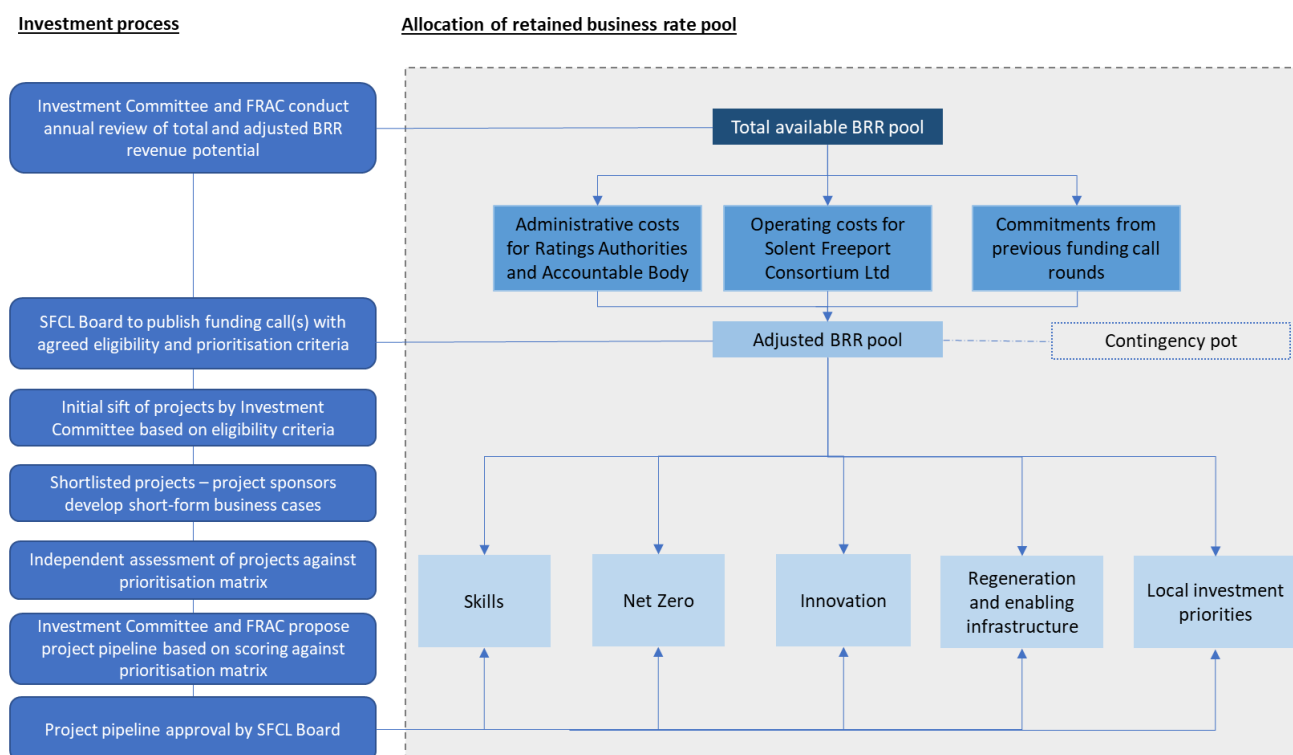 Investment process
Allocation of retained business rate pool
Investment Committee and FRAC conduct
annual review of total and adjusted BRR
revenue potential
Total available BRR pool
Administrative costs
for Ratings Authorities
and Accountable Body
Operating costs for
Solent Freeport
Consortium Ltd
Commitments from
previous funding call
rounds
SFCL Board to publish funding call(s) with
agreed eligibility and prioritisation criteria
Adjusted BRR pool
Contingency pot
Initial sift of projects by Investment
Committee based on eligibility criteria
Shortlisted projects – project sponsors
develop short-form business cases
Independent assessment of projects against
prioritisation matrix
Investment Committee and FRAC propose
project pipeline based on scoring against
prioritisation matrix
Project pipeline approval by SFCL Board
Skills
Net Zero
Innovation
Regeneration
and enabling
infrastructure
Local investment
priorities